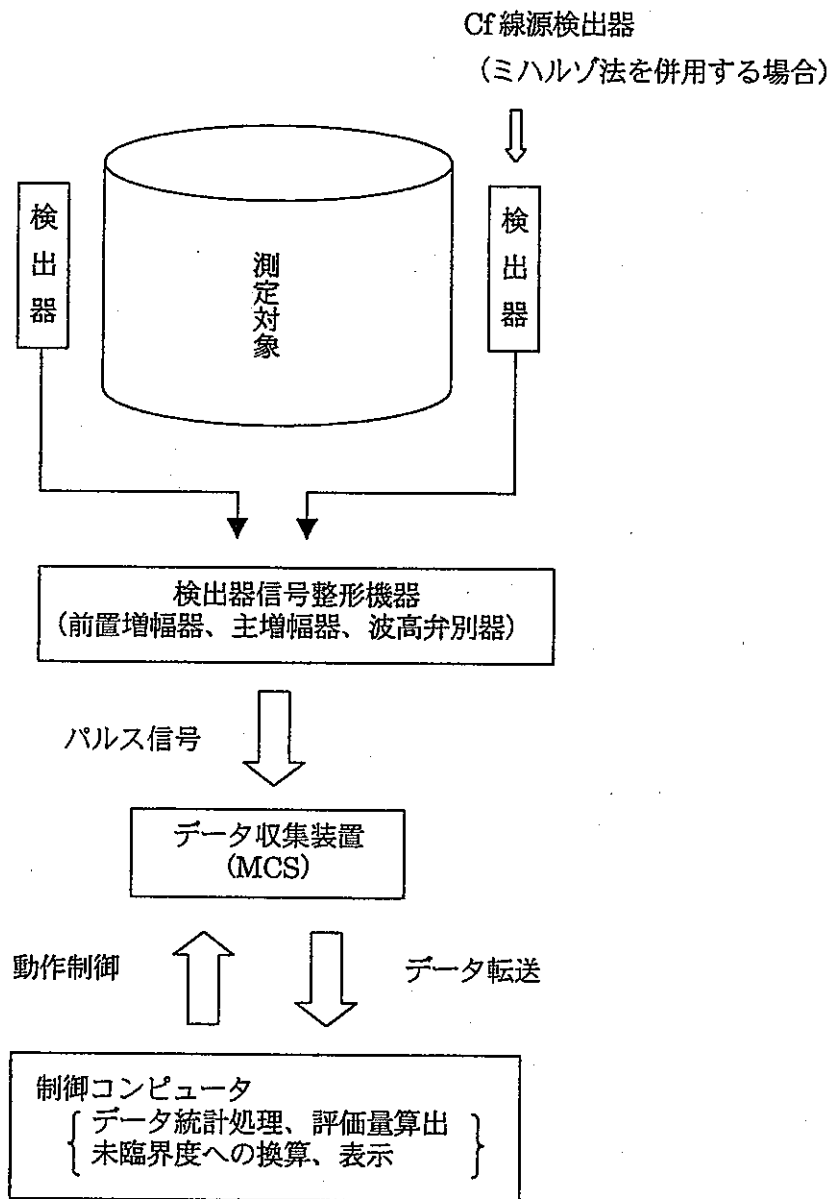 Cf線源検出器
(ミハルゾ法を併用する場合)
検出器
検出器
測定対象
検出器信号整形機器
(前置増幅器、主増幅器、波高弁別器)
パルス信号
データ収集装置
(MCS)
動作制御
データ転送
制御コンピュータ
データ統計処理、評価量算出
未臨界度への換算、表示